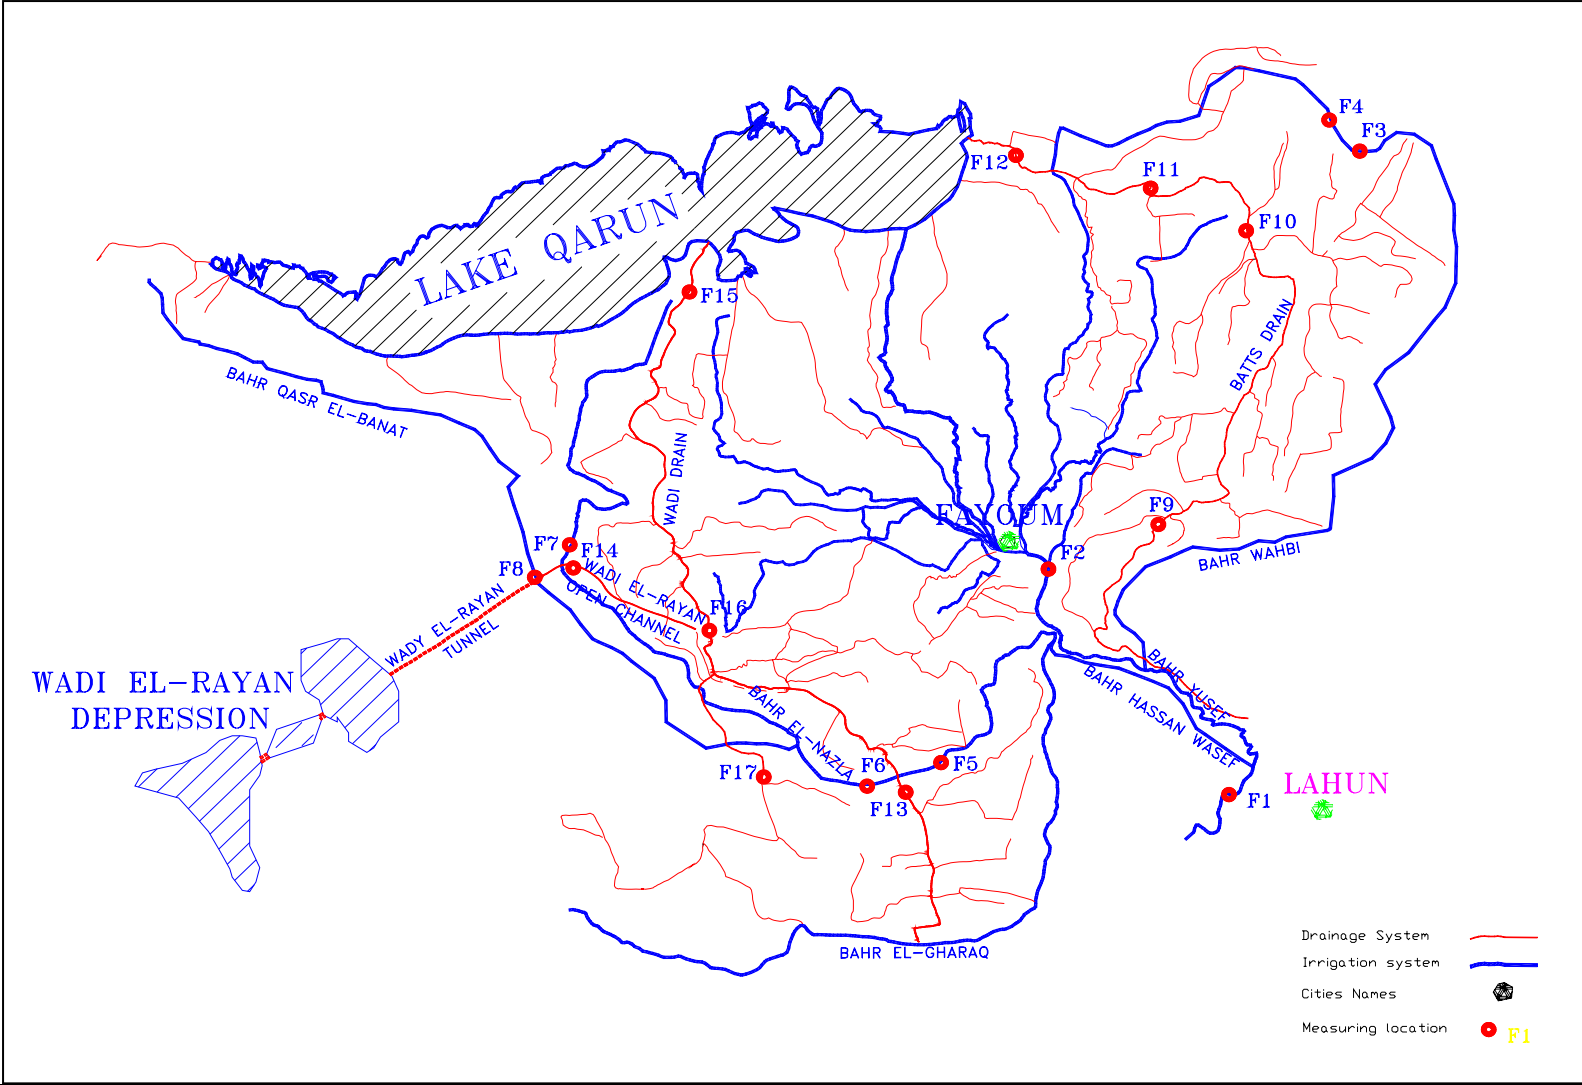 F4
F3
F12
F11
F10
LAKE QARUN
F15
BATTS DRAIN
BAHR QASR EL-BANAT
WADI DRAIN
FAYOUM
F9
F7
F14
F2
BAHR WAHBI
F8
WADI EL-RAYAN
OPEN CHANNEL
F16
WADY EL-RAYAN
TUNNEL
WADI EL-RAYAN
DEPRESSION
BAHR YUSEF
BAHR HASSAN WASEF
BAHR EL-NAZLA
F17
F6
F5
F13
LAHUN
F1
BAHR EL-GHARAQ
Drainage System
Irrigation system
Cities Names
Measuring location
F1